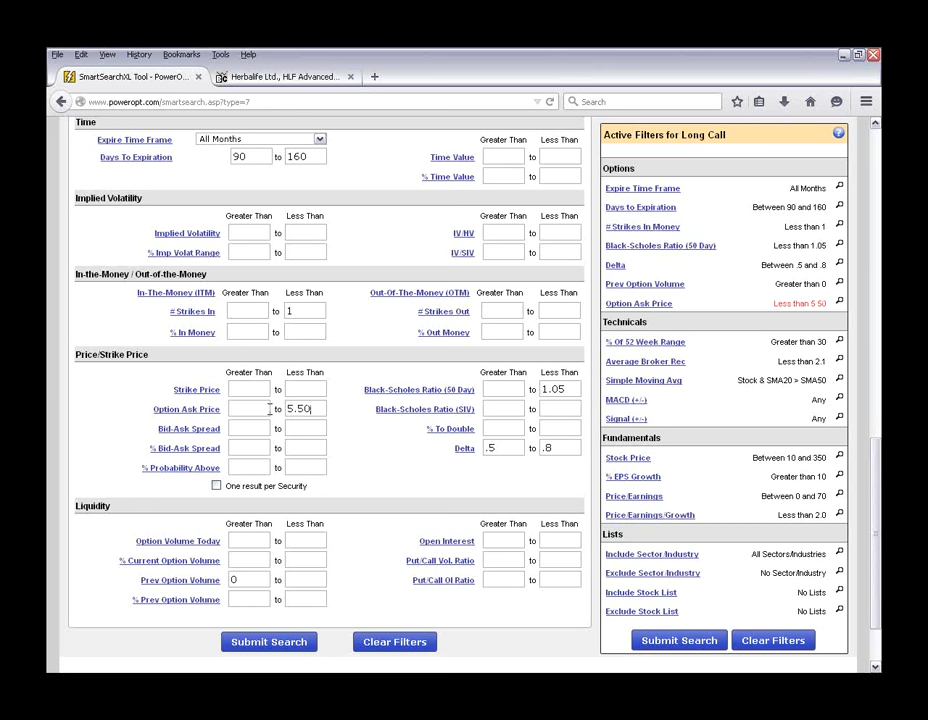 File Edit View History Bookmarks Tools Help
SmartSearchXL Tool - PowerO... × Herbalife Ltd., HLF Advanced... × +
www.poweropt.com/smartsearch.asp?type=7 Search
Time
Expire Time Frame All Months Greater Than Less Than
Days To Expiration 90 to 160 Time Value to
% Time Value to
Implied Volatility
Greater Than Less Than Greater Than Less Than
Implied Volatility to IV/HV to
% Imp Volat Range to IV/SIV to
In-the-Money / Out-of-the-Money
In-The-Money (ITM) Greater Than Less Than Out-Of-The-Money (OTM) Greater Than Less Than
# Strikes In to 1 # Strikes Out to
% In Money to % Out Money to
Price/Strike Price
Greater Than Less Than Greater Than Less Than
Strike Price to Black-Scholes Ratio (50 Day) to 1.05
Option Ask Price to 5.50 Black-Scholes Ratio (SIV) to
Bid-Ask Spread to % To Double to
% Bid-Ask Spread to Delta .5 to .8
% Probability Above to
One result per Security
Liquidity
Greater Than Less Than Greater Than Less Than
Option Volume Today to Open Interest to
% Current Option Volume to Put/Call Vol. Ratio to
Prev Option Volume 0 to Put/Call OI Ratio to
% Prev Option Volume to
Submit Search Clear Filters
Active Filters for Long Call ?
Options
Expire Time Frame All Months
Days to Expiration Between 90 and 160
# Strikes In Money Less than 1
Black-Scholes Ratio (50 Day) Less than 1.05
Delta Between .5 and .8
Prev Option Volume Greater than 0
Option Ask Price Less than 5.50
Technicals
% Of 52 Week Range Greater than 30
Average Broker Rec Less than 2.1
Simple Moving Avg Stock & SMA20 > SMA50
MACD (+/-) Any
Signal (+/-) Any
Fundamentals
Stock Price Between 10 and 350
% EPS Growth Greater than 10
Price/Earnings Between 0 and 70
Price/Earnings/Growth Less than 2.0
Lists
Include Sector/Industry All Sectors/Industries
Exclude Sector/Industry No Sector/Industry
Include Stock List No Lists
Exclude Stock List No Lists
Submit Search Clear Filters